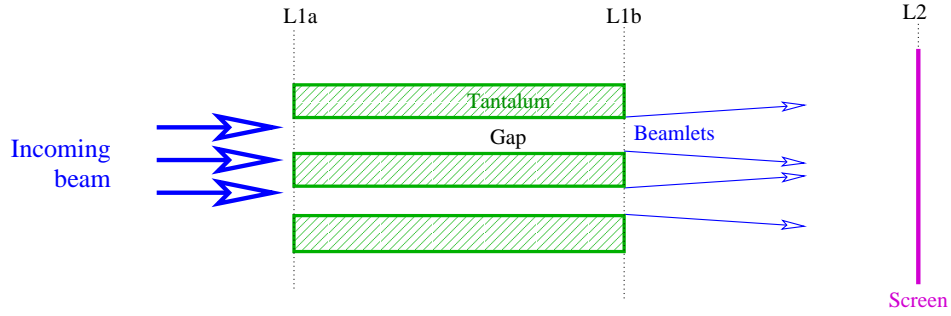 L1a
L1b
L2
Tantalum
Gap
Beamlets
Incoming
beam
Screen